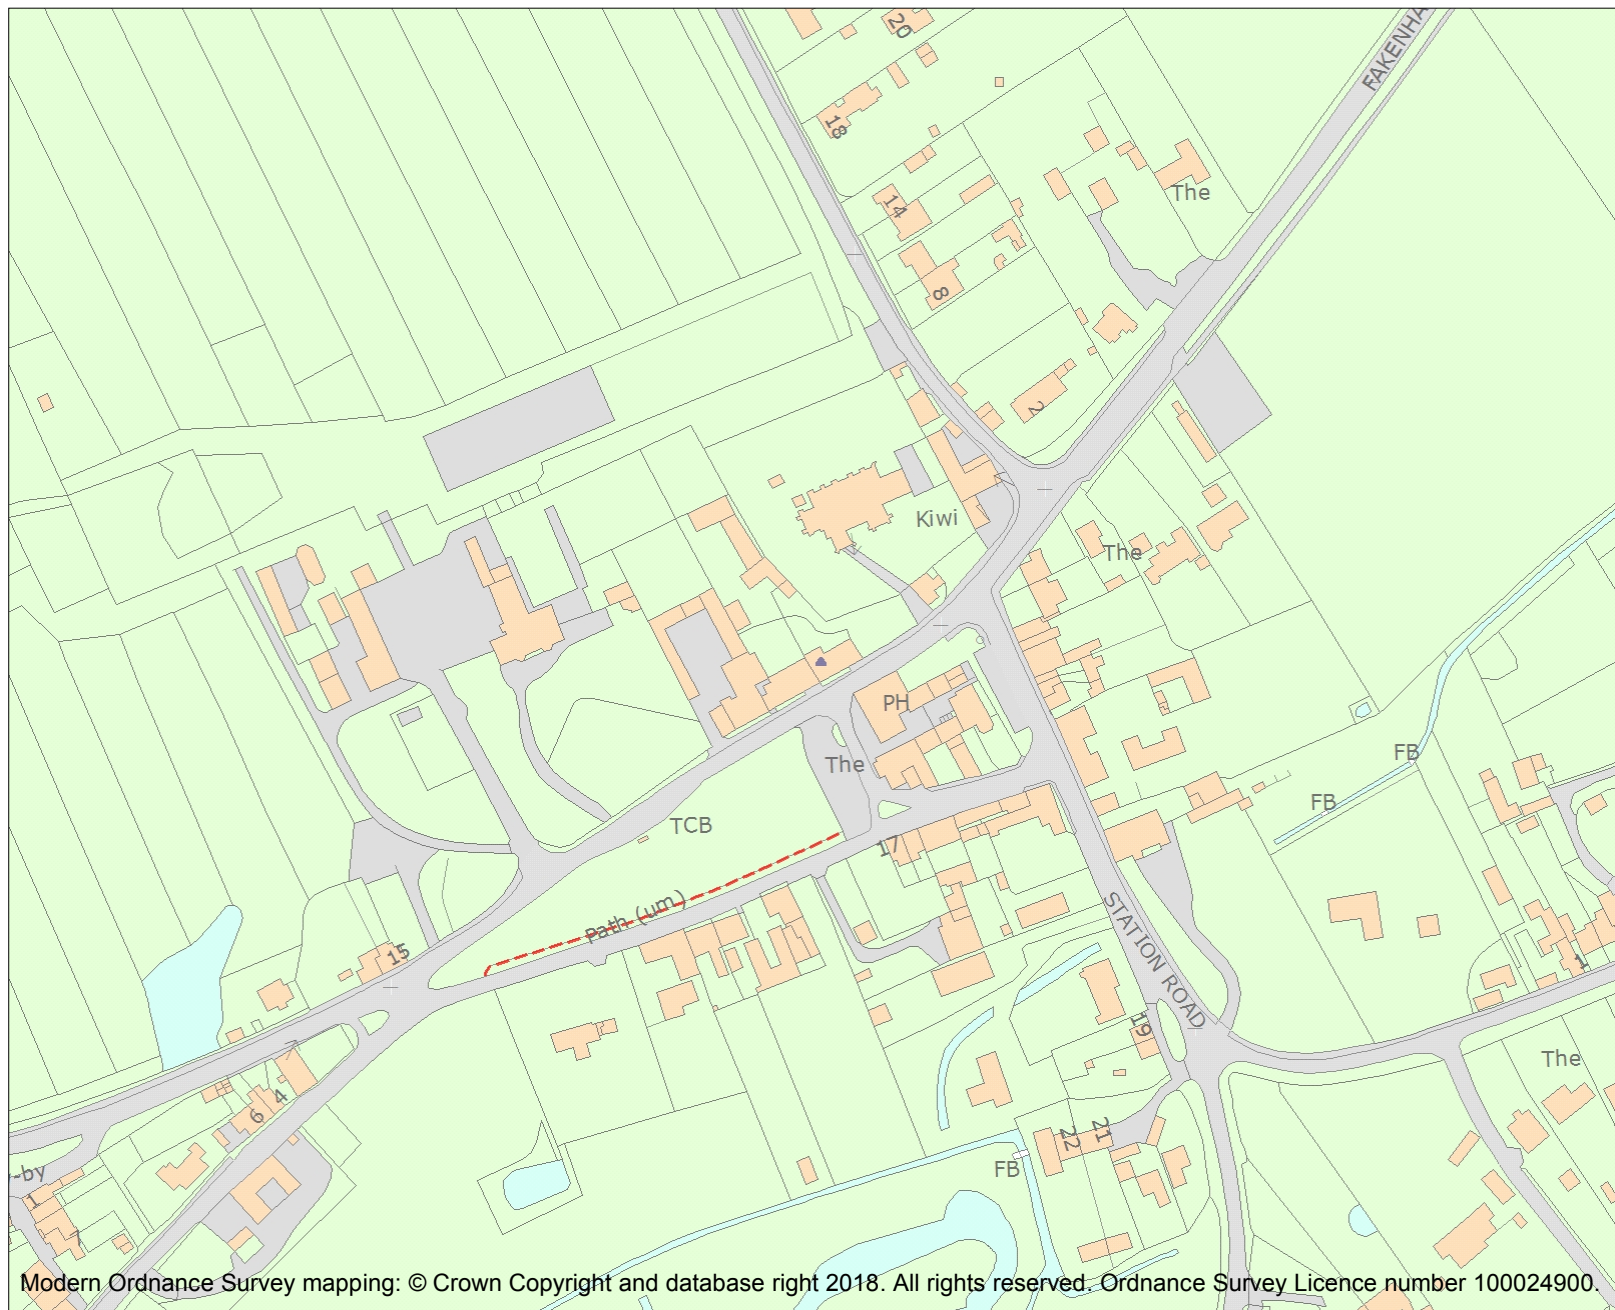 20
FAKENHA
18
The
14
8
2
Kiwi
The
PH
The
FB
FB
TCB
17
Path (um)
STATION ROAD
15
1
19
The
7
4
6
22
21
FB
-by
1
7
Modern Ordnance Survey mapping: © Crown Copyright and database right 2018. All rights reserved. Ordnance Survey Licence number 100024900.